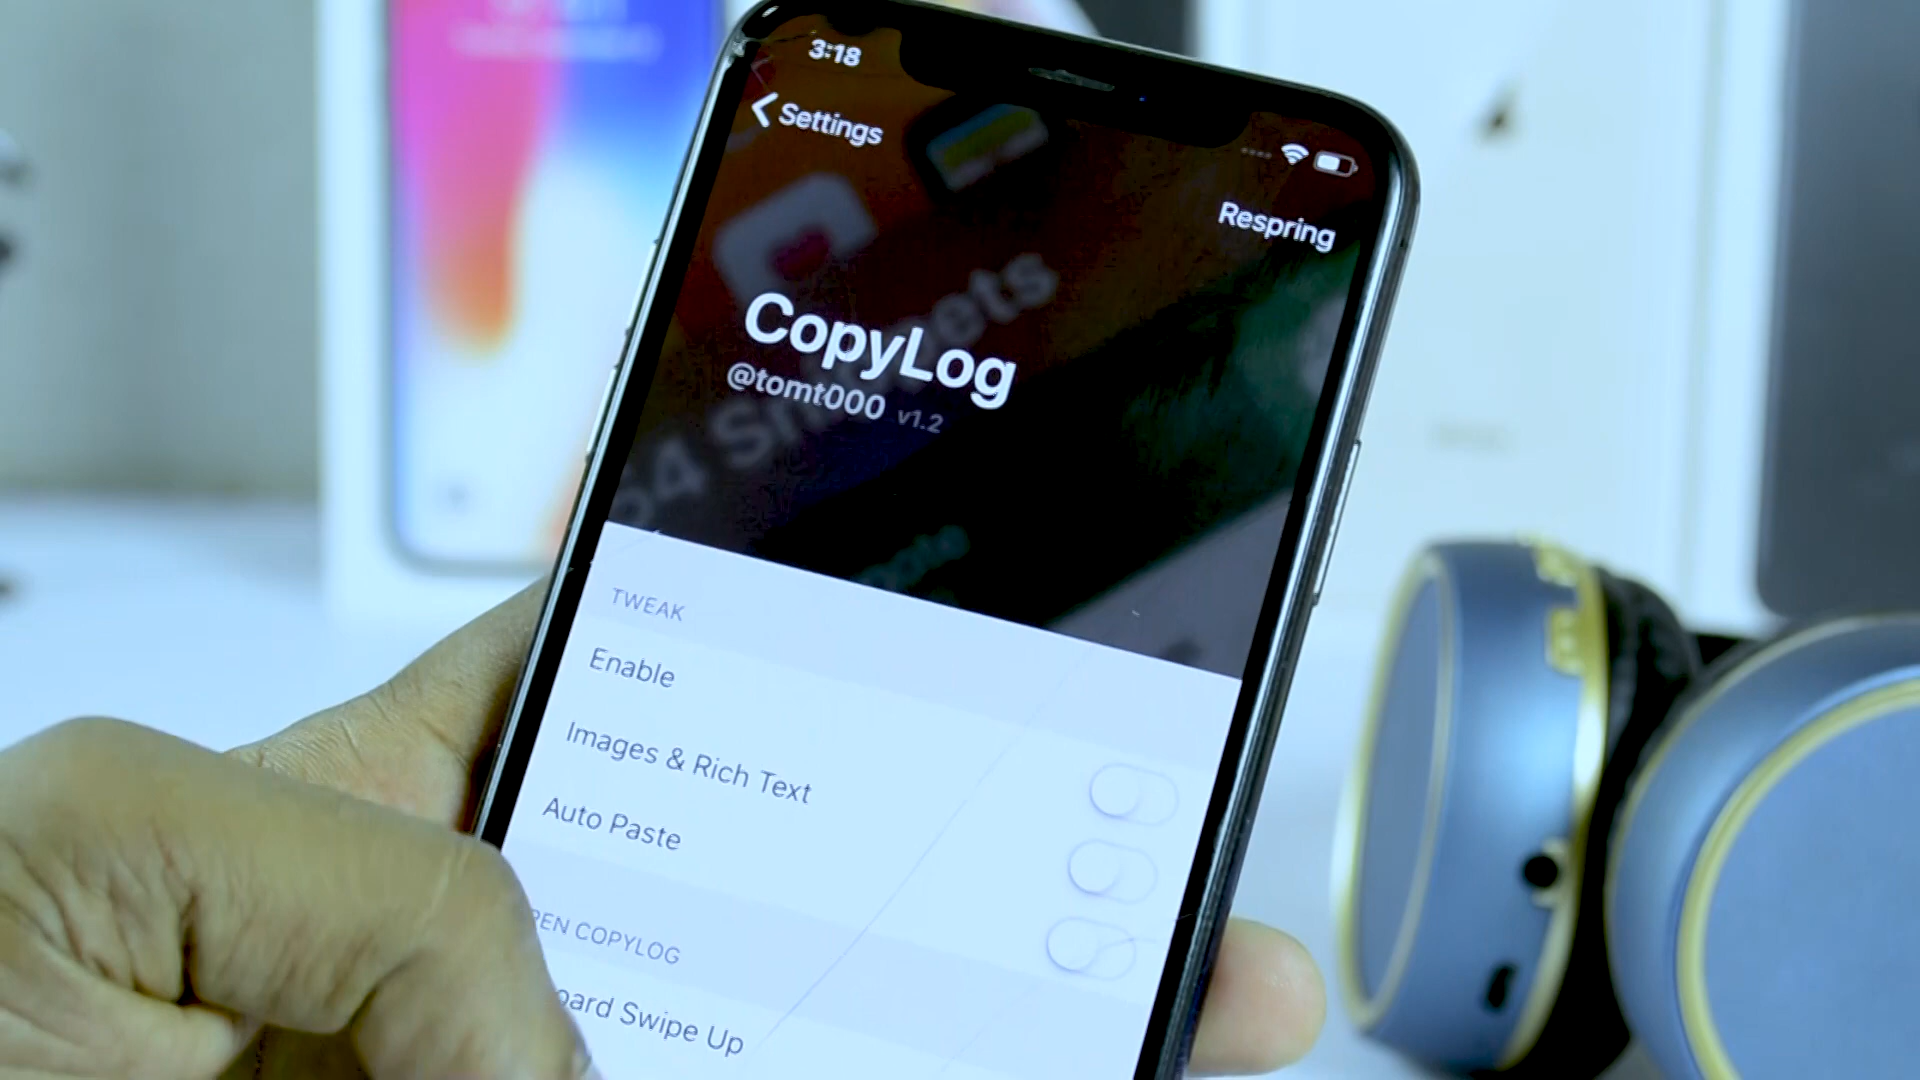 3:18
Settings
Respring
CopyLog
@tomt000 v1.2
TWEAK
Enable
Images & Rich Text
Auto Paste
COPYLOG
Swipe Up